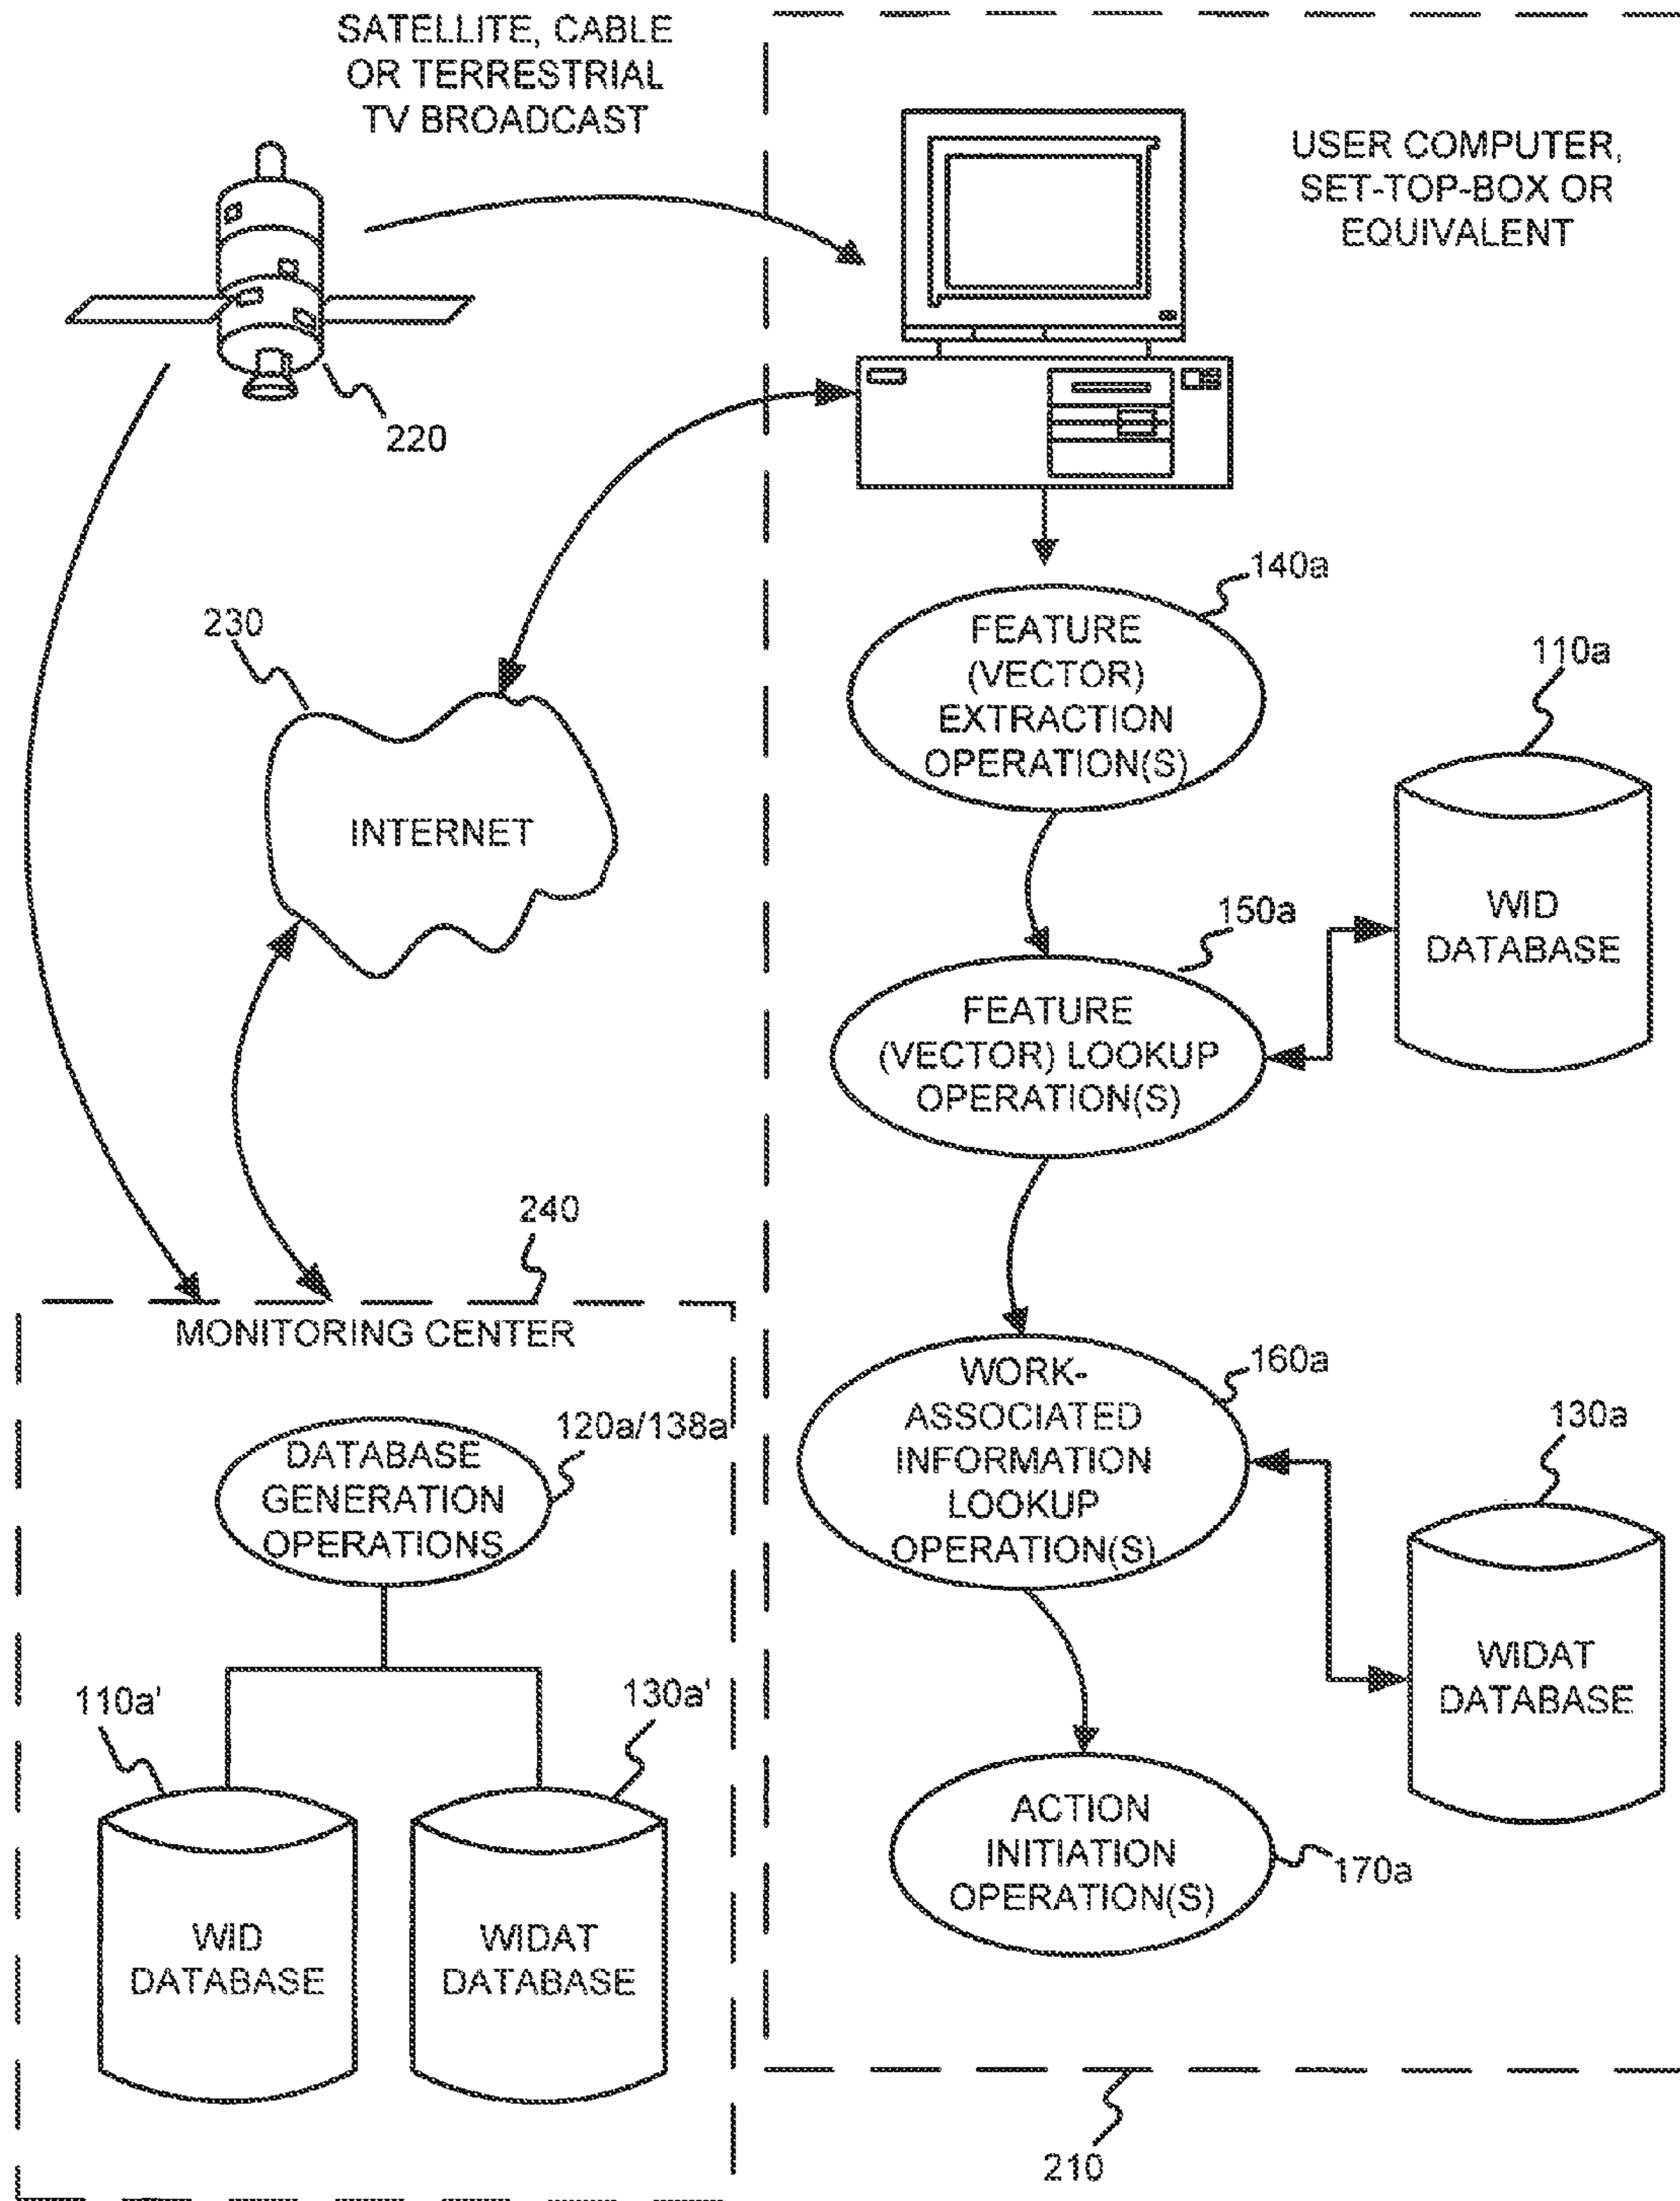 SATELLITE, CABLE
OR TERRESTRIAL
TV BROADCAST
USER COMPUTER,
SET-TOP-BOX OR
EQUIVALENT
220
140a
FEATURE
(VECTOR)
EXTRACTION
OPERATION(S)
230
INTERNET
110a
WID
DATABASE
150a
FEATURE
(VECTOR) LOOKUP
OPERATION(S)
240
MONITORING CENTER
160a
WORK-
ASSOCIATED
INFORMATION
LOOKUP
OPERATION(S)
130a
WIDAT
DATABASE
120a/138a
DATABASE
GENERATION
OPERATIONS
110a'
130a'
WID
DATABASE
WIDAT
DATABASE
ACTION
INITIATION
OPERATION(S)
170a
210